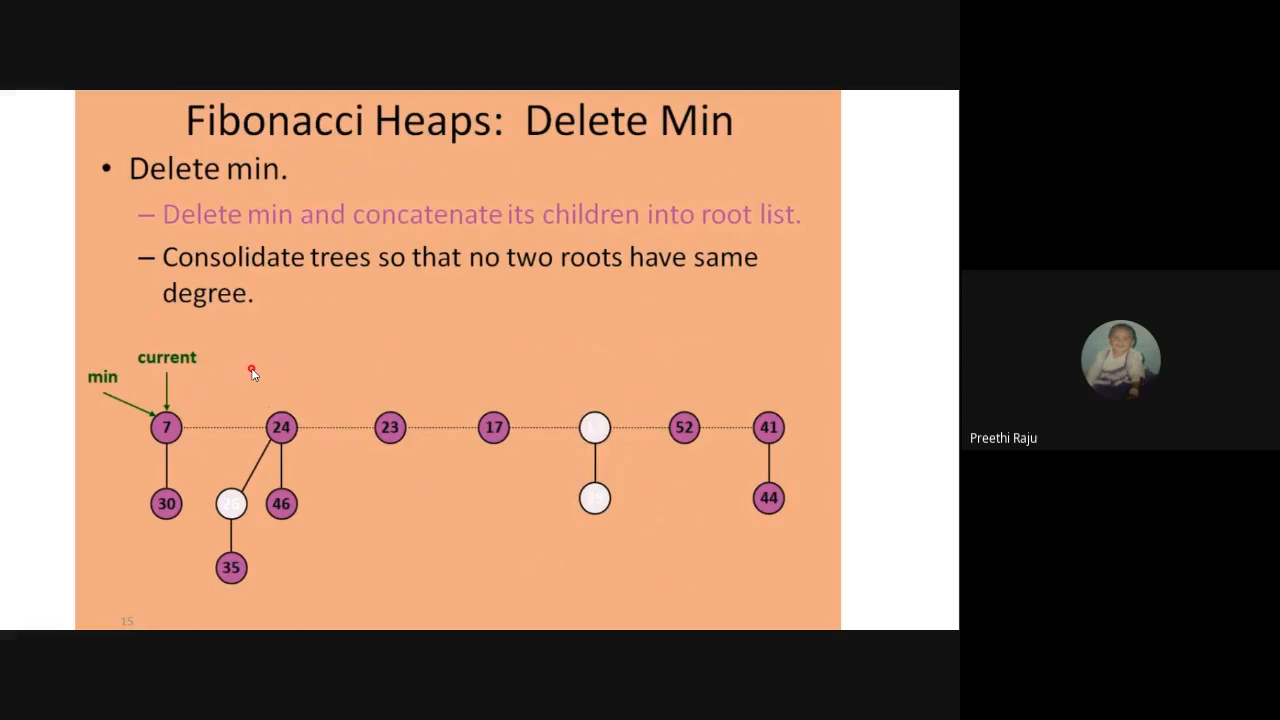 Fibonacci Heaps: Delete Min
• Delete min.
– Delete min and concatenate its children into root list.
– Consolidate trees so that no two roots have same
degree.
current
min
7 24 23 17 52 41
30 26 46 44
35
15
Preethi Raju